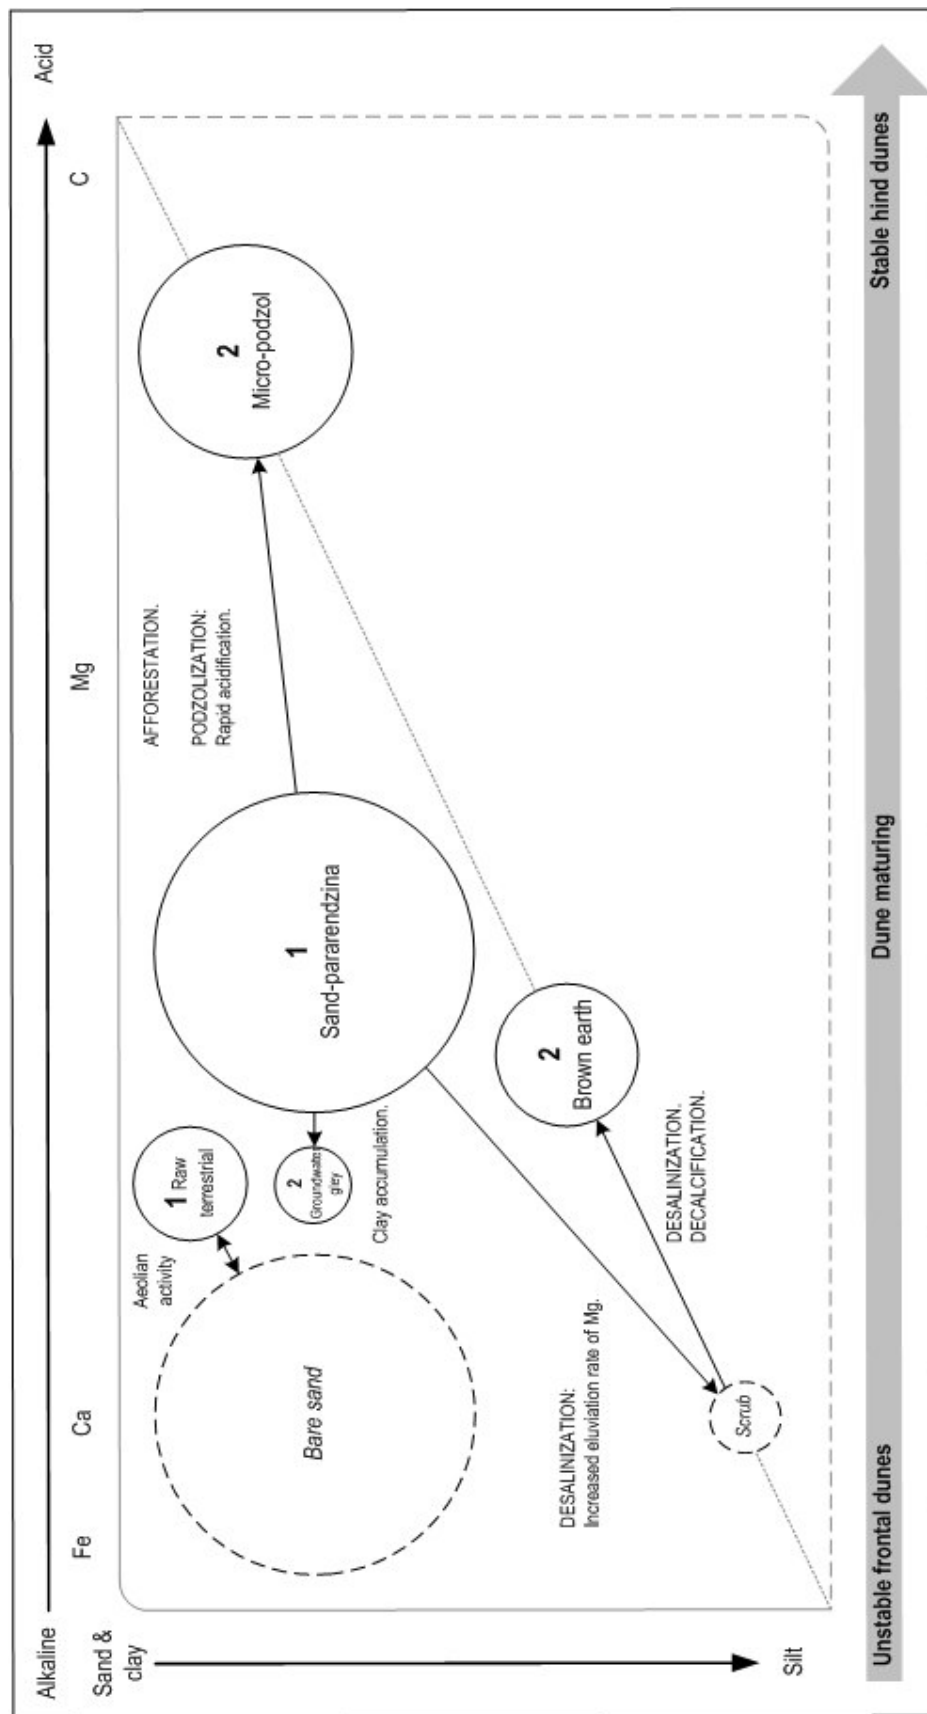 Alkaline
Acid
Fe
Ca
Mg
C
Sand &
clay
Silt
Aeolian
activity
1 Raw
terrestrial
AFFORESTATION.
PODZOLIZATION:
Rapid acidification.
2
Micro-podzol
Bare sand
2
Groundwater
gley
Clay accumulation.
1
Sand-pararendzina
DESALINIZATION:
Increased eluviation rate of Mg.
2
Brown earth
DESALINIZATION.
DECALCIFICATION.
Scrub
Unstable frontal dunes
Dune maturing
Stable hind dunes